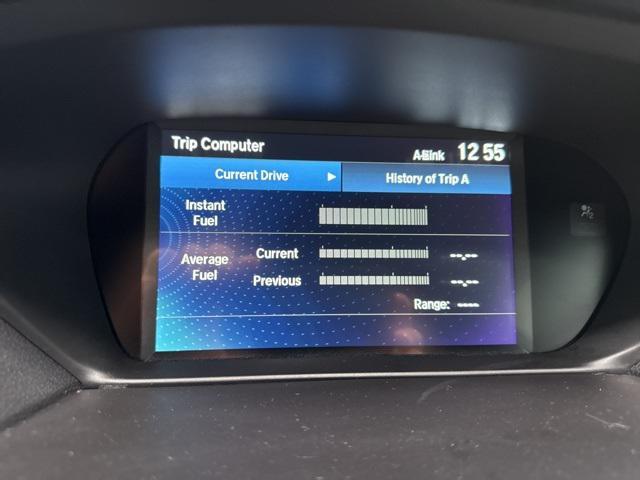 Trip Computer
12 55
Current Drive
History of Trip A
Instant
Fuel
Average
Fuel
Current
--.-
Previous
--.-
Range: ----